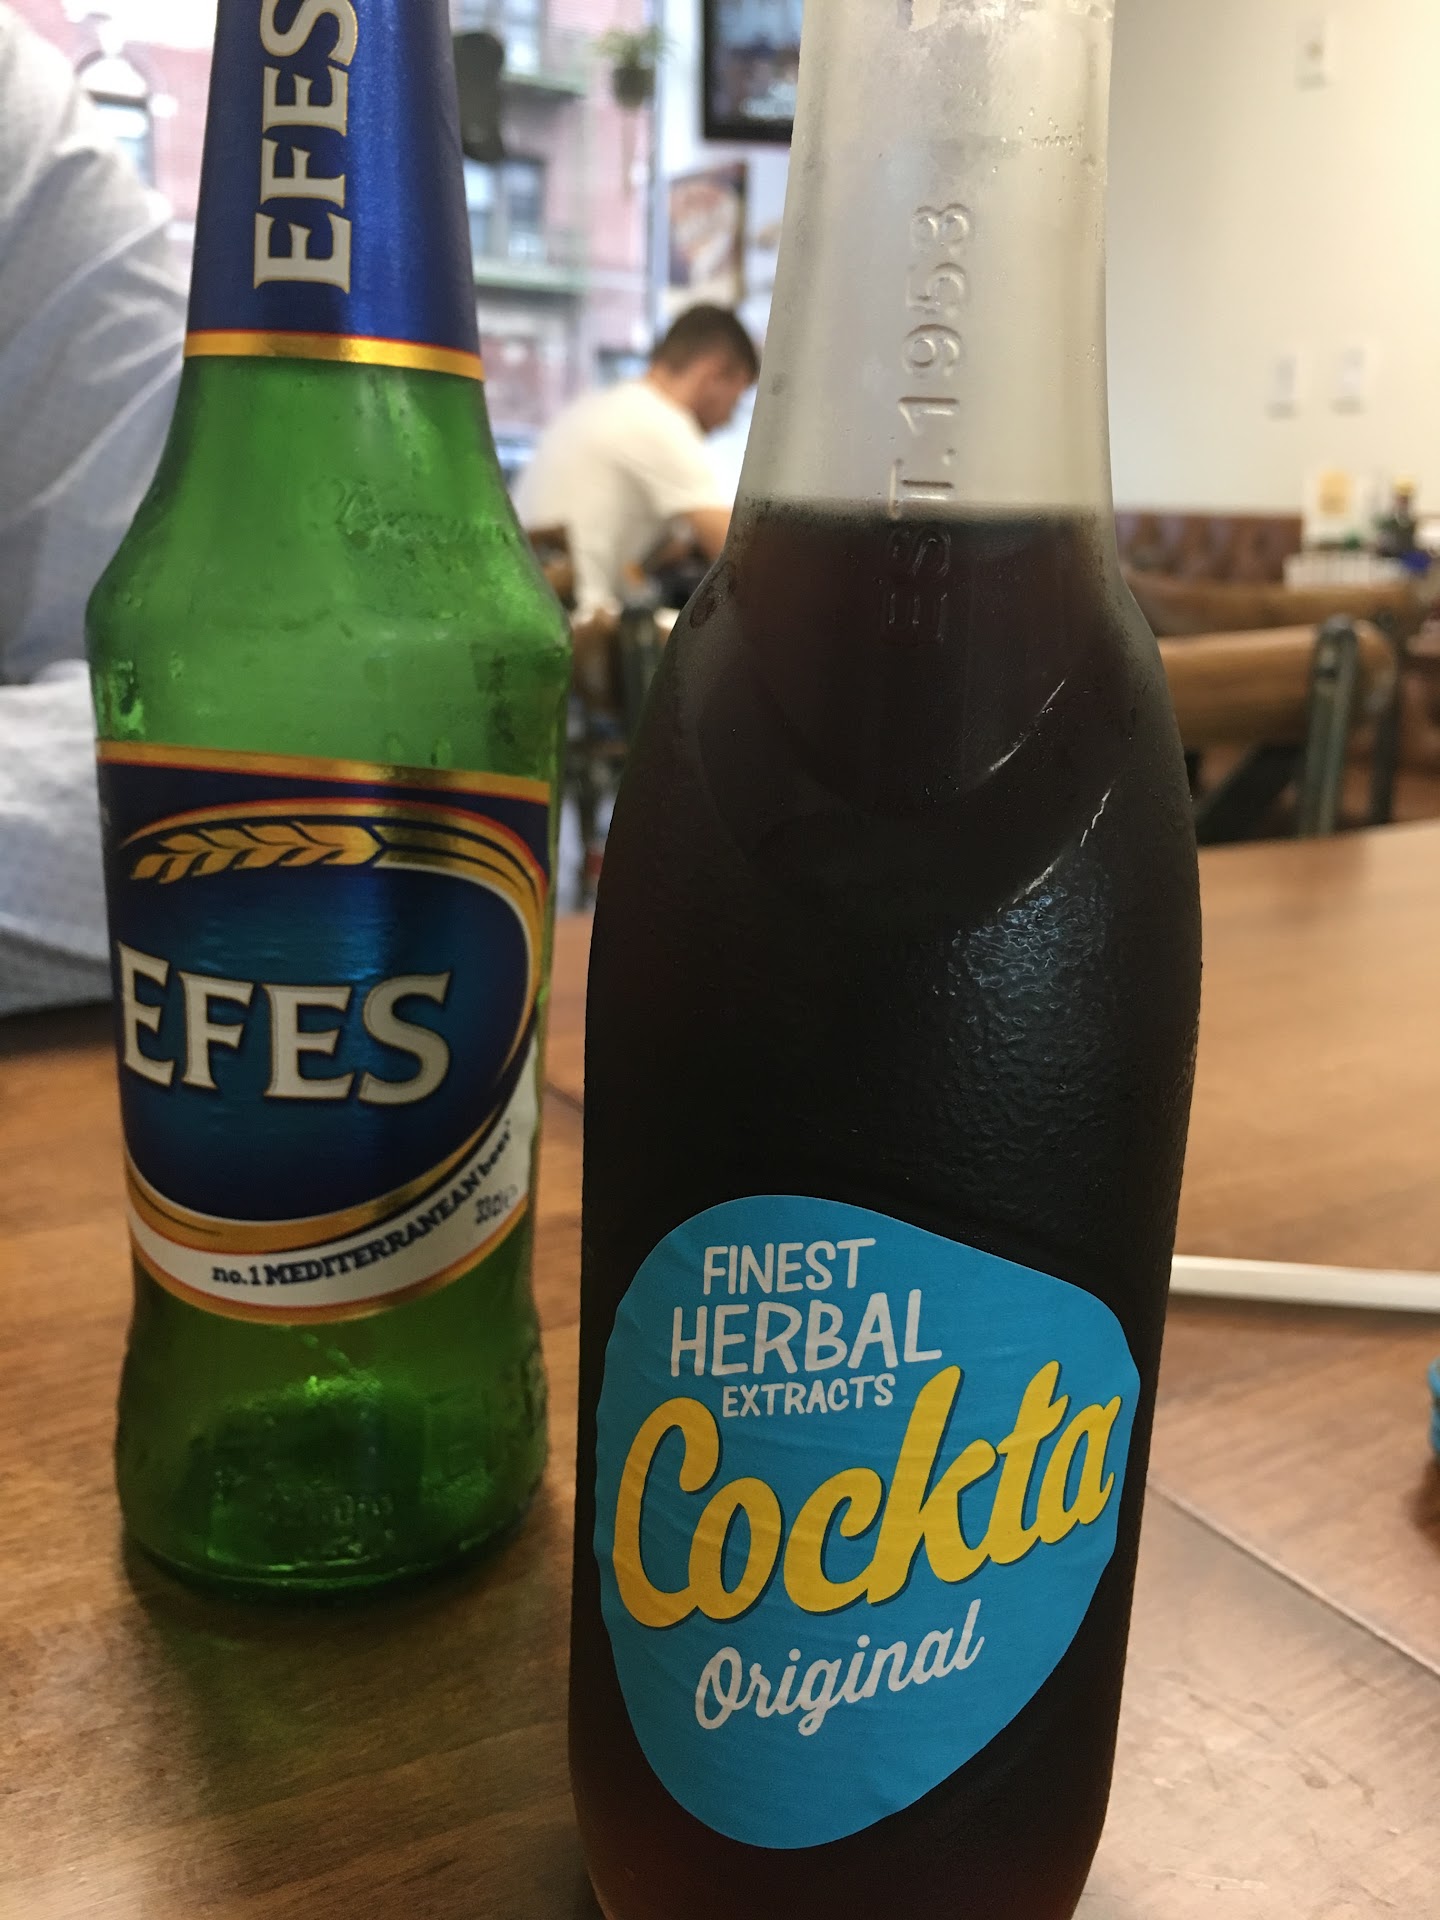 EFES
EFES
no.1 MEDITERRANEAN beer
EST. 1953
FINEST
HERBAL
EXTRACTS
Cockta
Original